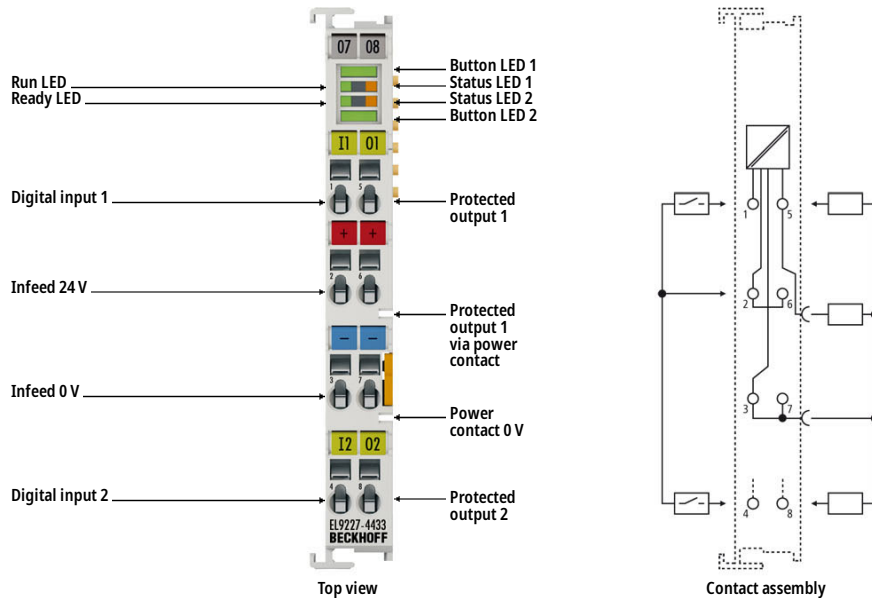 07 08
Button LED 1
Run LED
Status LED 1
Ready LED
Status LED 2
Button LED 2
I1 O1
1 5
Digital input 1
Protected
output 1
+ +
2 6
Infeed 24 V
Protected
output 1
via power
contact
− −
3 7
Infeed 0 V
Power
contact 0 V
I2 O2
4 8
Digital input 2
Protected
output 2
EL9227-4433
BECKHOFF
Top view
1 5
2 6
3 7
4 8
Contact assembly